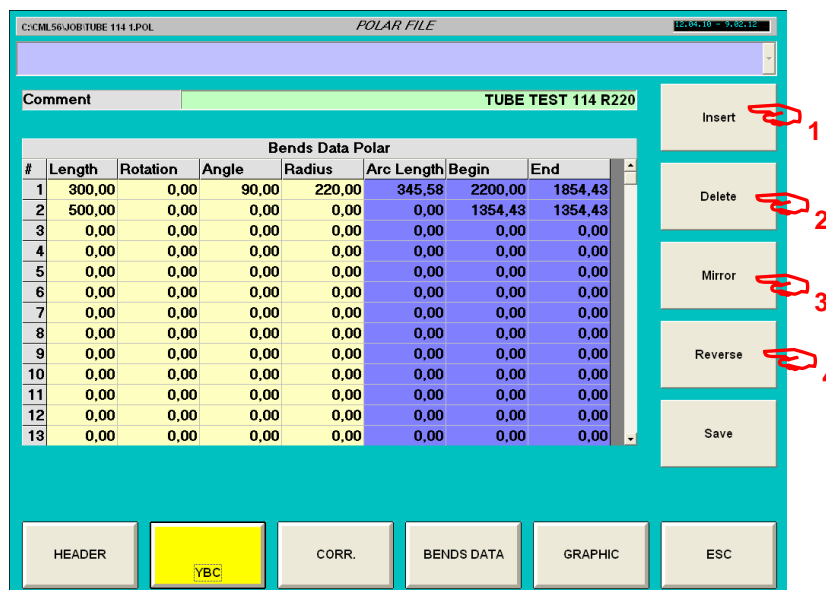 C:\CML56\JOB\TUBE 114 1.POL POLAR FILE 12.04.10 - 9.02.12
Comment TUBE TEST 114 R220
Insert 1
Bends Data Polar
# Length Rotation Angle Radius Arc Length Begin End
1 300,00 0,00 90,00 220,00 345,58 2200,00 1854,43
Delete 2
2 500,00 0,00 0,00 0,00 0,00 1354,43 1354,43
3 0,00 0,00 0,00 0,00 0,00 0,00 0,00
4 0,00 0,00 0,00 0,00 0,00 0,00 0,00
5 0,00 0,00 0,00 0,00 0,00 0,00 0,00
Mirror 3
6 0,00 0,00 0,00 0,00 0,00 0,00 0,00
7 0,00 0,00 0,00 0,00 0,00 0,00 0,00
8 0,00 0,00 0,00 0,00 0,00 0,00 0,00
9 0,00 0,00 0,00 0,00 0,00 0,00 0,00
Reverse
10 0,00 0,00 0,00 0,00 0,00 0,00 0,00
11 0,00 0,00 0,00 0,00 0,00 0,00 0,00
12 0,00 0,00 0,00 0,00 0,00 0,00 0,00
13 0,00 0,00 0,00 0,00 0,00 0,00 0,00
Save
HEADER YBC CORR. BENDS DATA GRAPHIC ESC